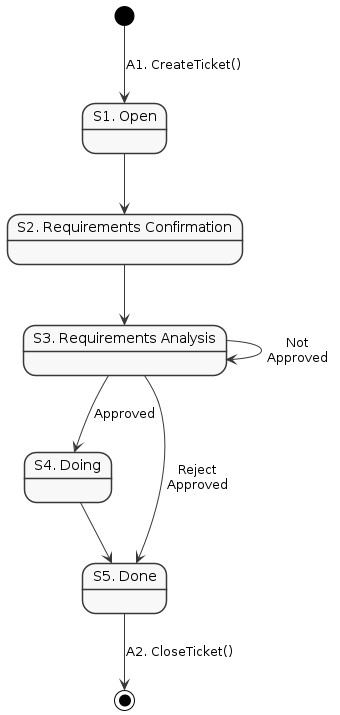 A1. CreateTicket()
S1. Open
S2. Requirements Confirmation
S3. Requirements Analysis
Not
Approved
Approved
S4. Doing
Reject
Approved
S5. Done
A2. CloseTicket()